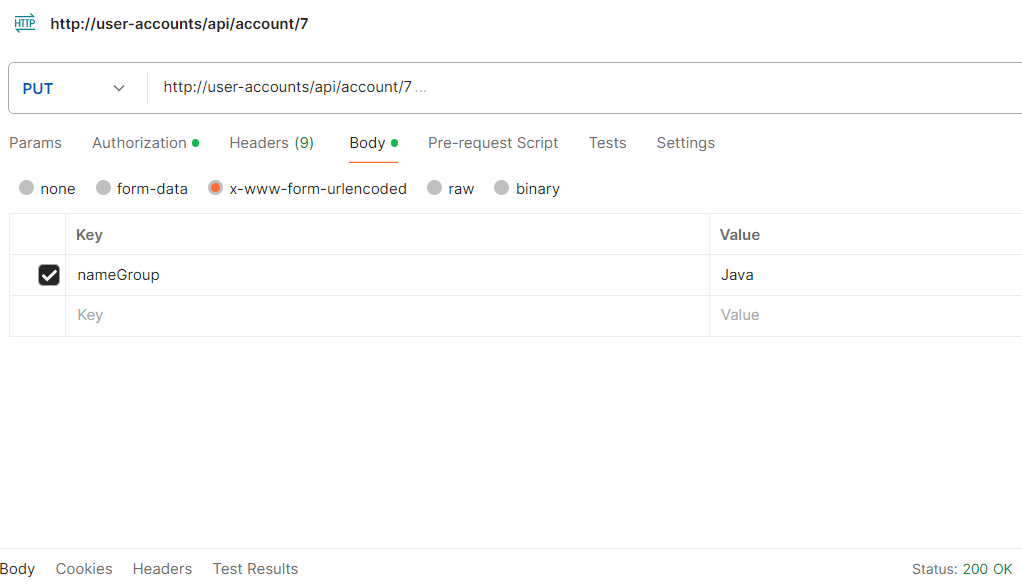 HTTP http://user-accounts/api/account/7
PUT http://user-accounts/api/account/7 ...
Params Authorization Headers (9) Body Pre-request Script Tests Settings
none form-data x-www-form-urlencoded raw binary
Key Value
nameGroup Java
Key Value
Body Cookies Headers Test Results Status: 200 OK